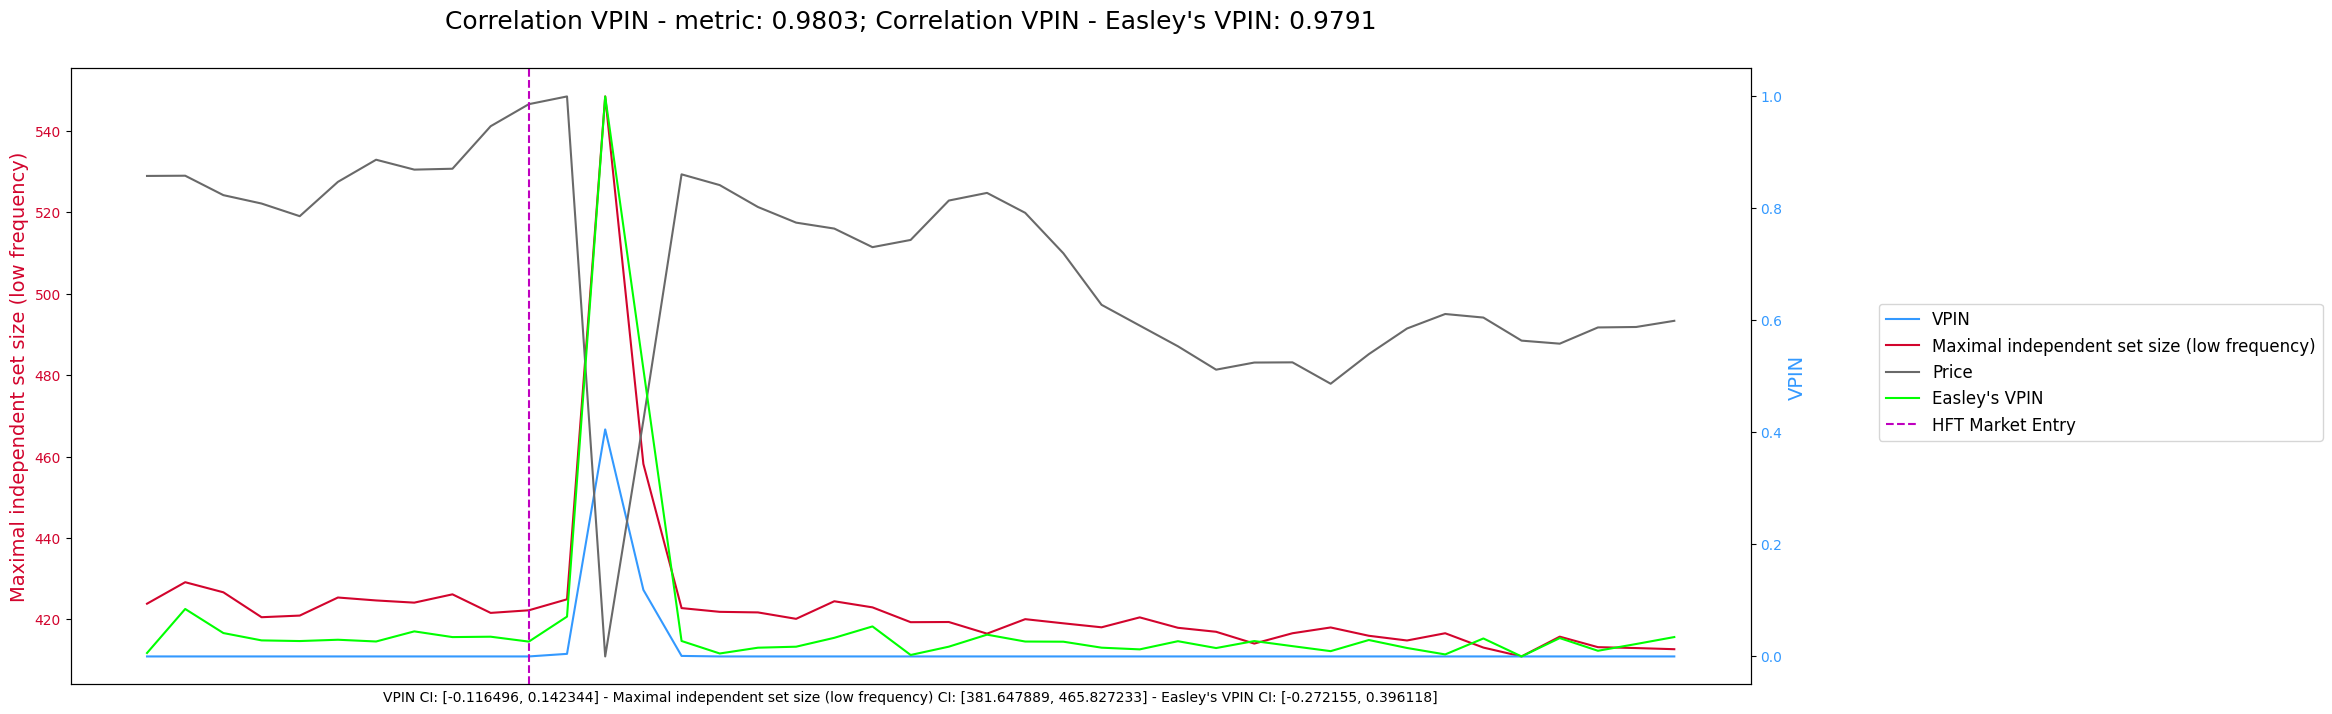 Correlation VPIN - metric: 0.9803; Correlation VPIN - Easley's VPIN: 0.9791
Maximal independent set size (low frequency)
540
520
500
480
460
440
420
1.0
0.8
0.6
0.4
0.2
0.0
VPIN
VPIN
Maximal independent set size (low frequency)
Price
Easley's VPIN
HFT Market Entry
VPIN CI: [-0.116496, 0.142344] - Maximal independent set size (low frequency) CI: [381.647889, 465.827233] - Easley's VPIN CI: [-0.272155, 0.396118]